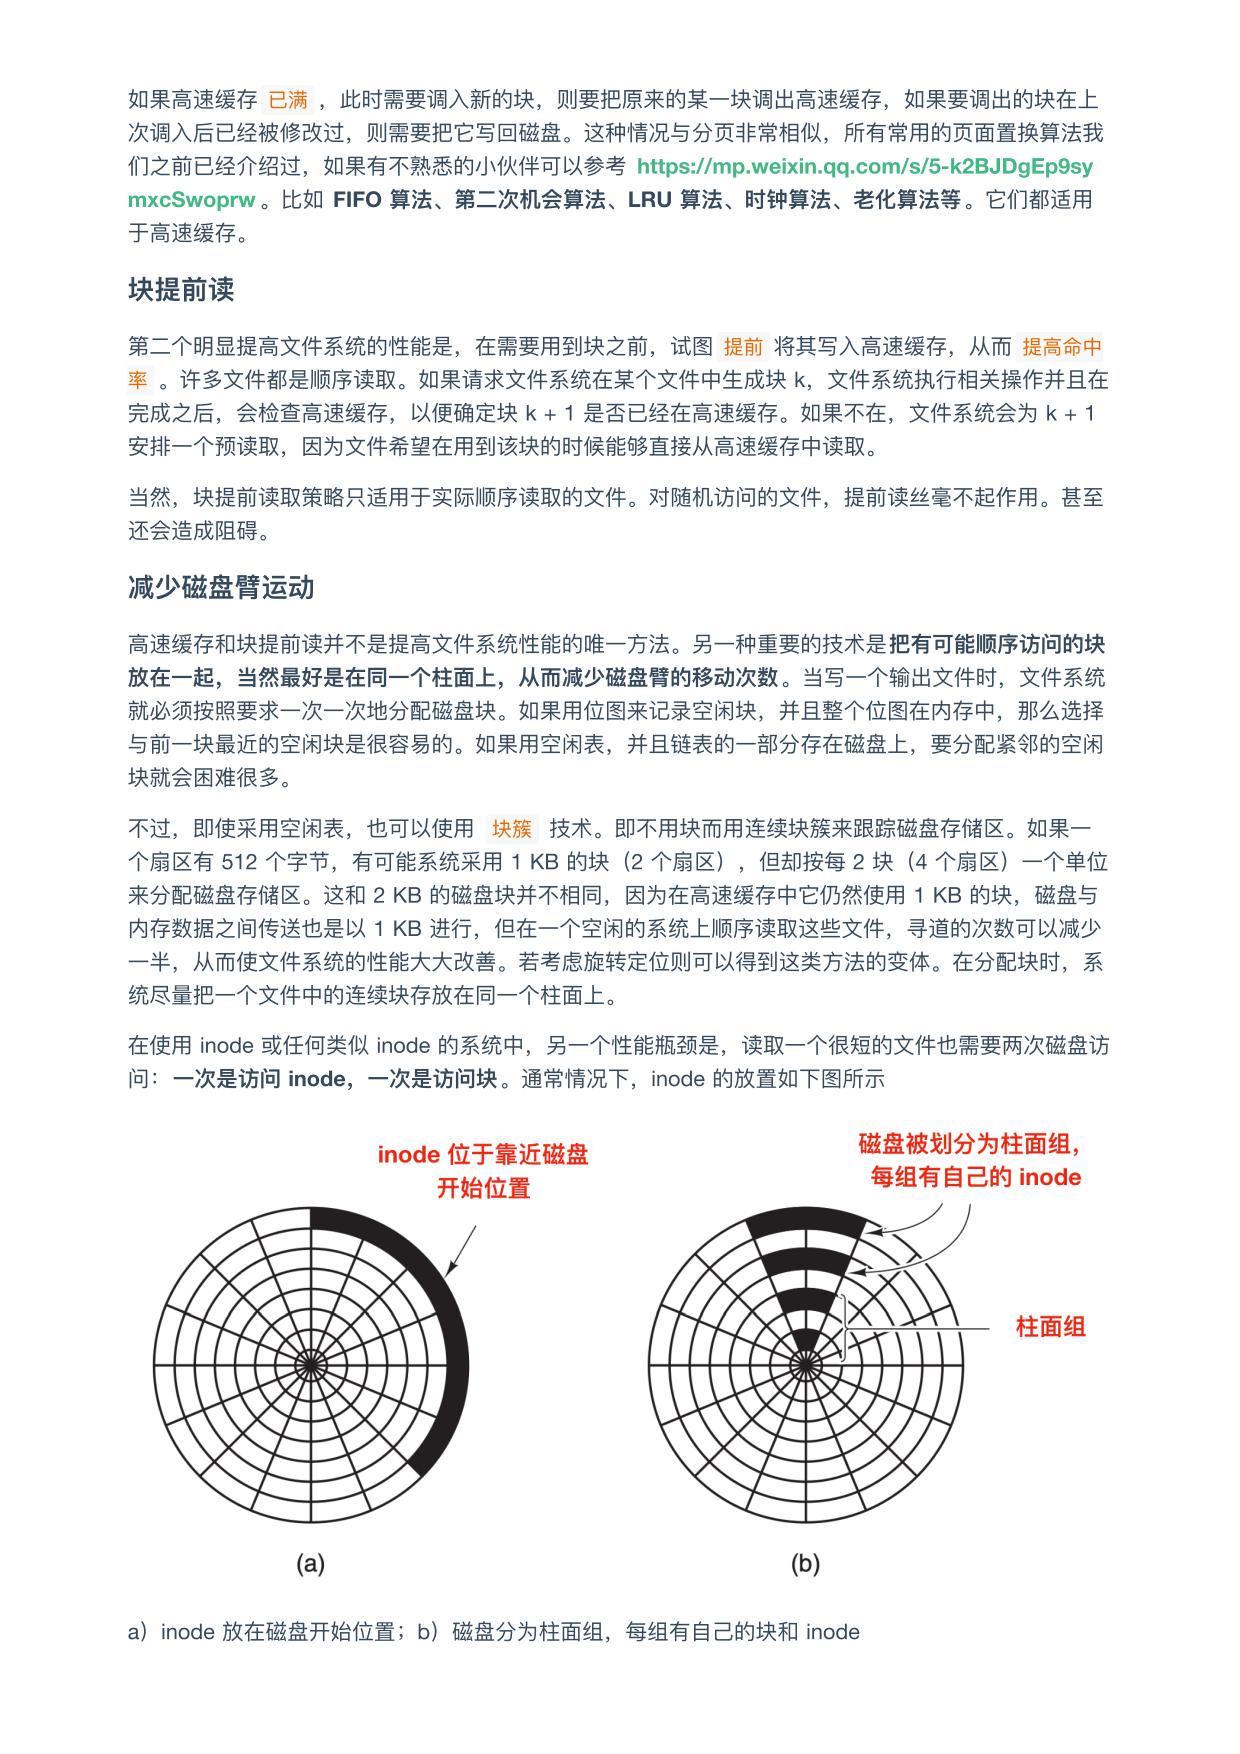 如果高速缓存 已满 ，此时需要调入新的块，则要把原来的某一块调出高速缓存，如果要调出的块在上
次调入后已经被修改过，则需要把它写回磁盘。这种情况与分页非常相似，所有常用的页面置换算法我
们之前已经介绍过，如果有不熟悉的小伙伴可以参考 https://mp.weixin.qq.com/s/5-k2BJDgEp9sy
mxcSwoprw 。比如 FIFO 算法、第二次机会算法、LRU 算法、时钟算法、老化算法等。它们都适用
于高速缓存。
块提前读
第二个明显提高文件系统的性能是，在需要用到块之前，试图 提前 将其写入高速缓存，从而 提高命中
率 。许多文件都是顺序读取。如果请求文件系统在某个文件中生成块 k，文件系统执行相关操作并且在
完成之后，会检查高速缓存，以便确定块 k + 1 是否已经在高速缓存。如果不在，文件系统会为 k + 1
安排一个预读取，因为文件希望在用到该块的时候能够直接从高速缓存中读取。
当然，块提前读取策略只适用于实际顺序读取的文件。对随机访问的文件，提前读丝毫不起作用。甚至
还会造成阻碍。
减少磁盘臂运动
高速缓存和块提前读并不是提高文件系统性能的唯一方法。另一种重要的技术是把有可能顺序访问的块
放在一起，当然最好是在同一个柱面上，从而减少磁盘臂的移动次数。当写一个输出文件时，文件系统
就必须按照要求一次一次地分配磁盘块。如果用位图来记录空闲块，并且整个位图在内存中，那么选择
与前一块最近的空闲块是很容易的。如果用空闲表，并且链表的一部分存在磁盘上，要分配紧邻的空闲
块就会困难很多。
不过，即使采用空闲表，也可以使用 块簇 技术。即不用块而用连续块簇来跟踪磁盘存储区。如果一
个扇区有 512 个字节，有可能系统采用 1 KB 的块（2 个扇区），但却按每 2 块（4 个扇区）一个单位
来分配磁盘存储区。这和 2 KB 的磁盘块并不相同，因为在高速缓存中它仍然使用 1 KB 的块，磁盘与
内存数据之间传送也是以 1 KB 进行，但在一个空闲的系统上顺序读取这些文件，寻道的次数可以减少
一半，从而使文件系统的性能大大改善。若考虑旋转定位则可以得到这类方法的变体。在分配块时，系
统尽量把一个文件中的连续块存放在同一个柱面上。
在使用 inode 或任何类似 inode 的系统中，另一个性能瓶颈是，读取一个很短的文件也需要两次磁盘访
问：一次是访问 inode，一次是访问块。通常情况下，inode 的放置如下图所示
inode 位于靠近磁盘
开始位置
磁盘被划分为柱面组，
每组有自己的 inode
柱面组
(a)
(b)
a）inode 放在磁盘开始位置；b）磁盘分为柱面组，每组有自己的块和 inode